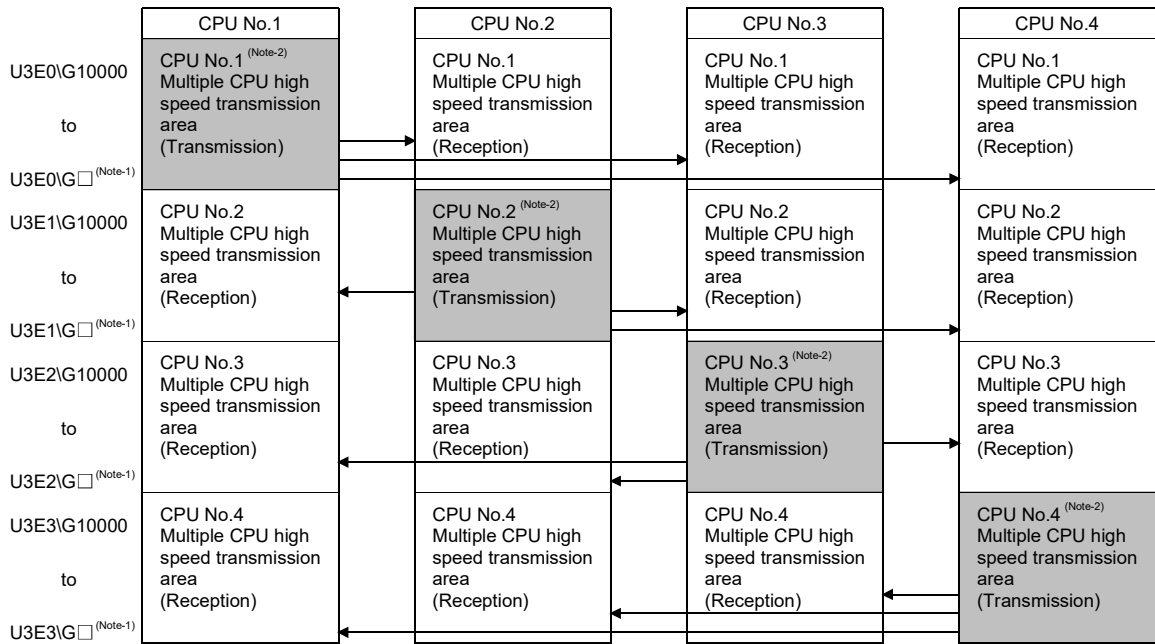 CPU No.1
CPU No.2
CPU No.3
CPU No.4
U3E0\G10000
to
U3E0\G□ (Note-1)
CPU No.1 (Note-2)
Multiple CPU high
speed transmission
area
(Transmission)
CPU No.1
Multiple CPU high
speed transmission
area
(Reception)
CPU No.1
Multiple CPU high
speed transmission
area
(Reception)
CPU No.1
Multiple CPU high
speed transmission
area
(Reception)
U3E1\G10000
to
U3E1\G□ (Note-1)
CPU No.2
Multiple CPU high
speed transmission
area
(Reception)
CPU No.2 (Note-2)
Multiple CPU high
speed transmission
area
(Transmission)
CPU No.2
Multiple CPU high
speed transmission
area
(Reception)
CPU No.2
Multiple CPU high
speed transmission
area
(Reception)
U3E2\G10000
to
U3E2\G□ (Note-1)
CPU No.3
Multiple CPU high
speed transmission
area
(Reception)
CPU No.3
Multiple CPU high
speed transmission
area
(Reception)
CPU No.3 (Note-2)
Multiple CPU high
speed transmission
area
(Transmission)
CPU No.3
Multiple CPU high
speed transmission
area
(Reception)
U3E3\G10000
to
U3E3\G□ (Note-1)
CPU No.4
Multiple CPU high
speed transmission
area
(Reception)
CPU No.4
Multiple CPU high
speed transmission
area
(Reception)
CPU No.4
Multiple CPU high
speed transmission
area
(Reception)
CPU No.4 (Note-2)
Multiple CPU high
speed transmission
area
(Transmission)